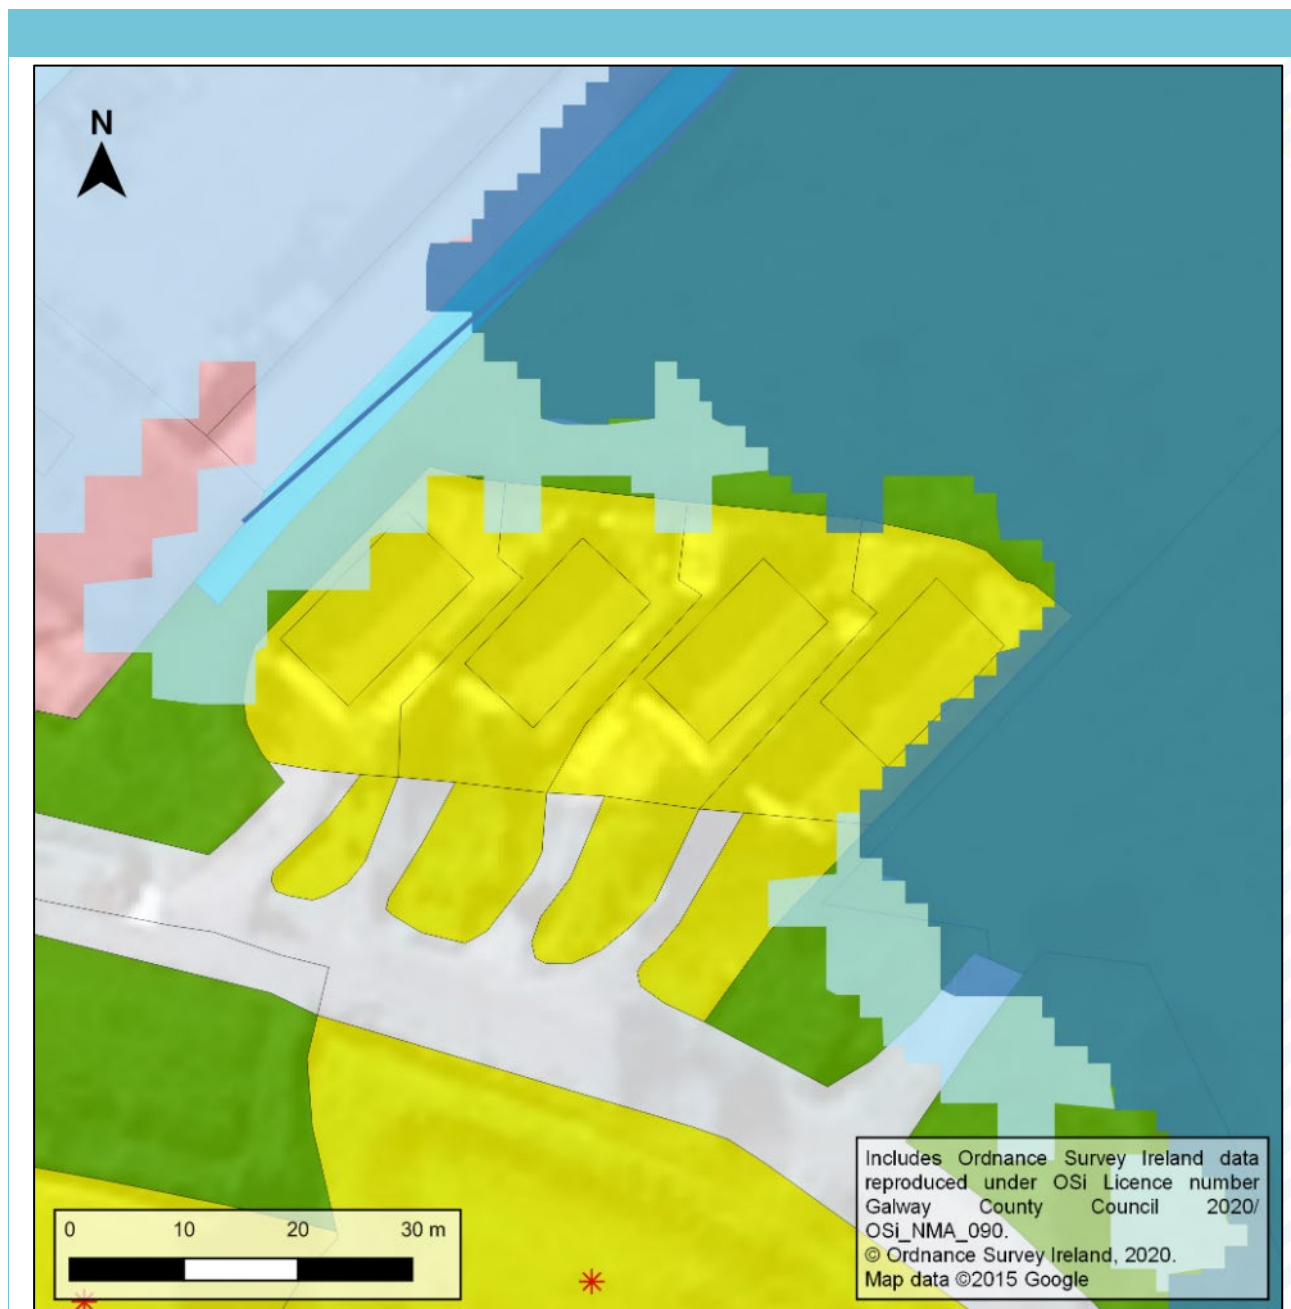 N
0 10 20 30 m
Includes Ordnance Survey Ireland data
reproduced under OSi Licence number
Galway County Council 2020/
OSi_NMA_090.
© Ordnance Survey Ireland, 2020.
Map data ©2015 Google